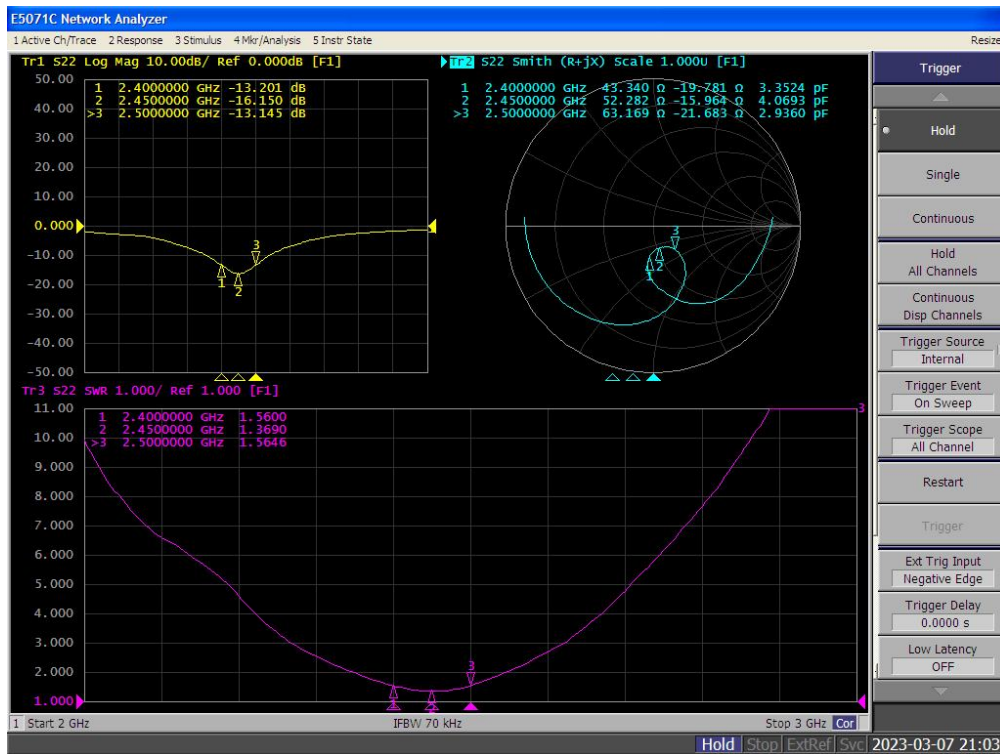 E5071C Network Analyzer
1 Active Ch/Trace 2 Response 3 Stimulus 4 Mkr/Analysis 5 Instr State
Resize
Tr1 S22 Log Mag 10.00dB/ Ref 0.000dB [F1]
50.00
40.00
30.00
20.00
10.00
0.000
-10.00
-20.00
-30.00
-40.00
-50.00
1 2.4000000 GHz -13.201 dB
2 2.4500000 GHz -16.150 dB
>3 2.5000000 GHz -13.145 dB
1
2
3
Tr2 S22 Smith (R+jX) Scale 1.000U [F1]
1 2.4000000 GHz 43.340 Ω -19.781 Ω 3.3524 pF
2 2.4500000 GHz 52.282 Ω -15.964 Ω 4.0693 pF
>3 2.5000000 GHz 63.169 Ω -21.683 Ω 2.9360 pF
1
2
3
Tr3 S22 SWR 1.000/ Ref 1.000 [F1]
11.00
10.00
9.000
8.000
7.000
6.000
5.000
4.000
3.000
2.000
1.000
1 2.4000000 GHz 1.5600
2 2.4500000 GHz 1.3690
>3 2.5000000 GHz 1.5646
3
3
1 Start 2 GHz
IFBW 70 kHz
Stop 3 GHz Cor
Trigger
Hold
Single
Continuous
Hold
All Channels
Continuous
Disp Channels
Trigger Source
Internal
Trigger Event
On Sweep
Trigger Scope
All Channel
Restart
Trigger
Ext Trig Input
Negative Edge
Trigger Delay
0.0000 s
Low Latency
OFF
Hold Stop ExtRef Svc 2023-03-07 21:03